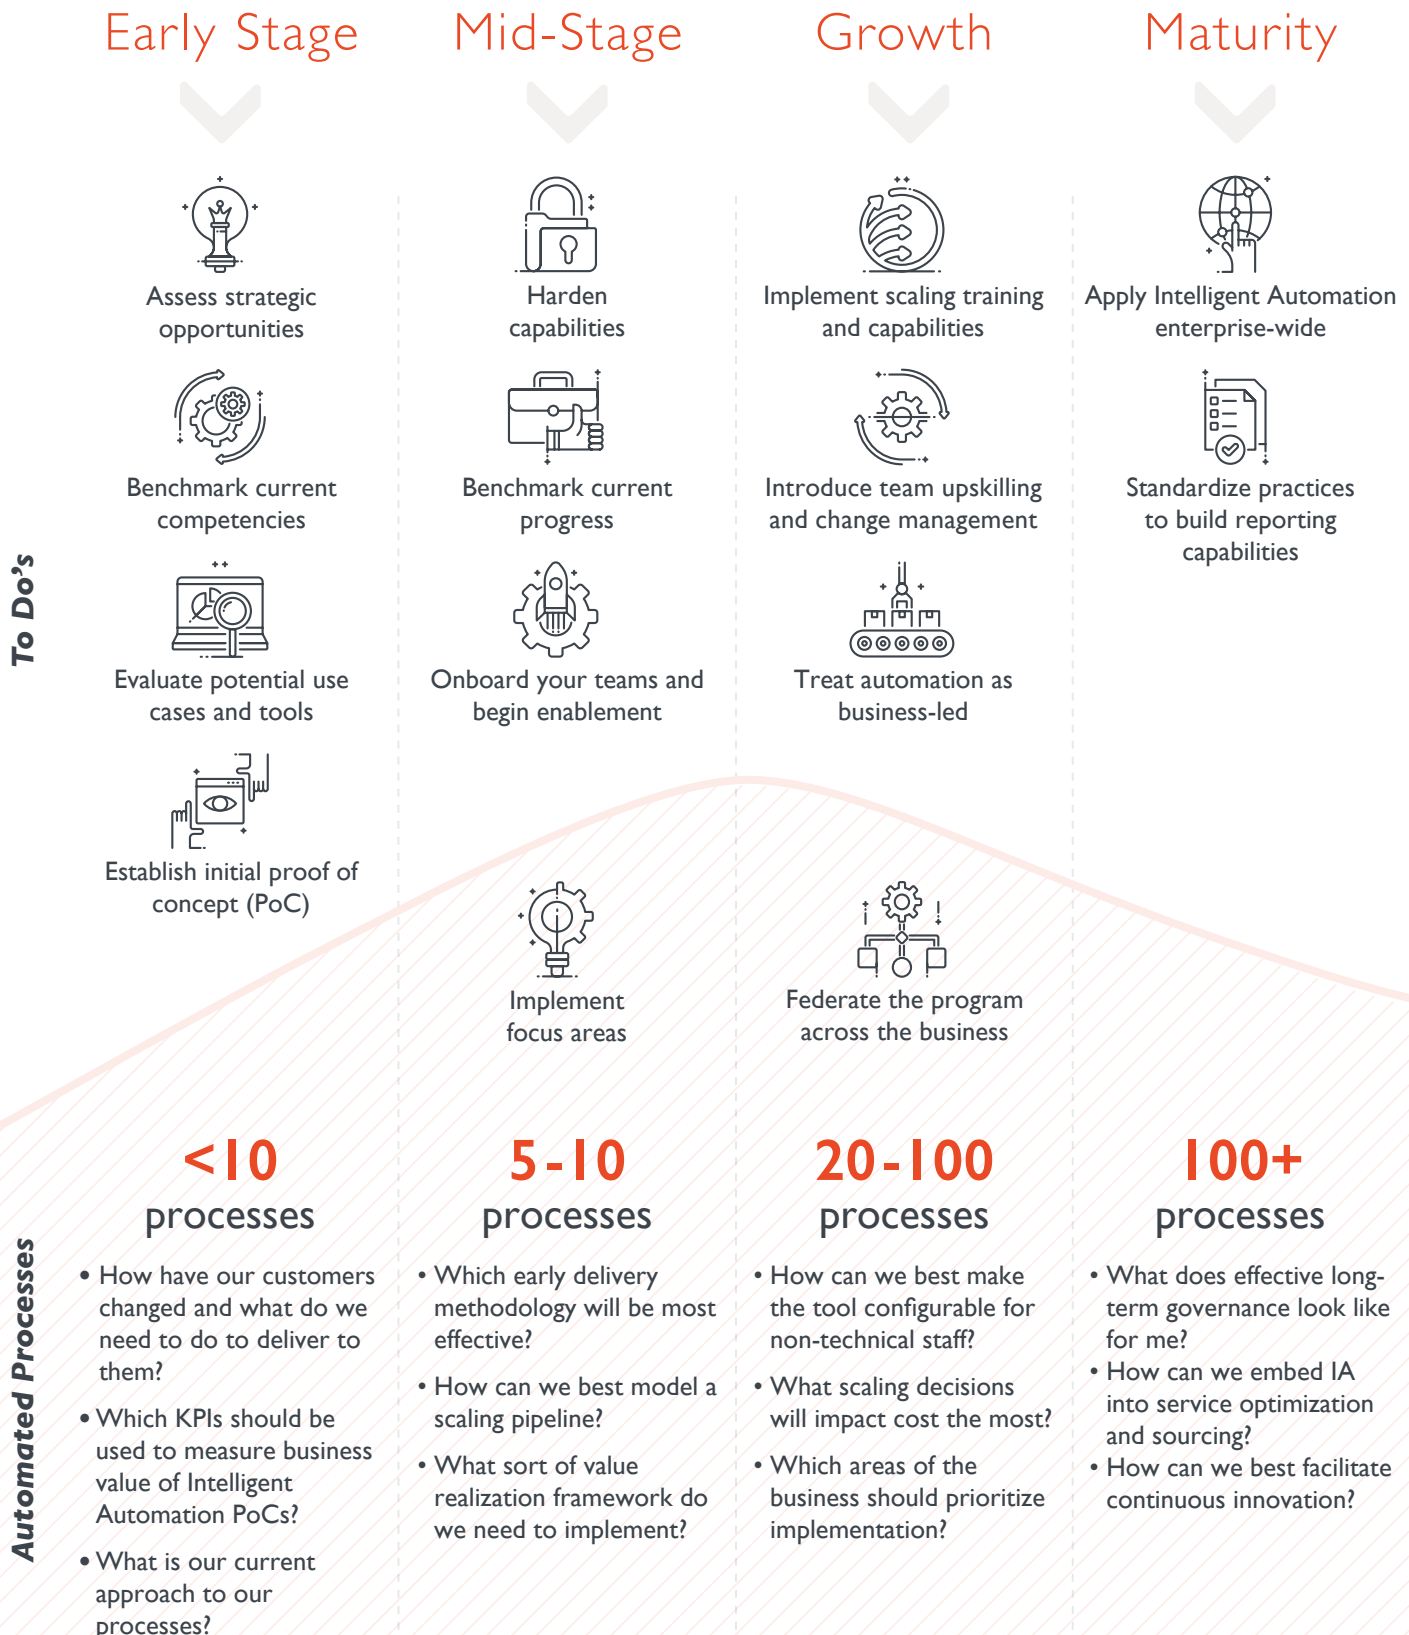 Early Stage
Mid-Stage
Growth
Maturity
To Do's
Assess strategic
opportunities
Benchmark current
competencies
Evaluate potential use
cases and tools
Establish initial proof of
concept (PoC)
Harden
capabilities
Benchmark current
progress
Onboard your teams and
begin enablement
Implement
focus areas
Implement scaling training
and capabilities
Introduce team upskilling
and change management
Treat automation as
business-led
Federate the program
across the business
Apply Intelligent Automation
enterprise-wide
Standardize practices
to build reporting
capabilities
Automated Processes
<10
processes
• How have our customers
changed and what do we
need to do to deliver to
them?
• Which KPIs should be
used to measure business
value of Intelligent
Automation PoCs?
• What is our current
approach to our
processes?
5-10
processes
• Which early delivery
methodology will be most
effective?
• How can we best model a
scaling pipeline?
• What sort of value
realization framework do
we need to implement?
20-100
processes
• How can we best make
the tool configurable for
non-technical staff?
• What scaling decisions
will impact cost the most?
• Which areas of the
business should prioritize
implementation?
100+
processes
• What does effective long-
term governance look like
for me?
• How can we embed IA
into service optimization
and sourcing?
• How can we best facilitate
continuous innovation?